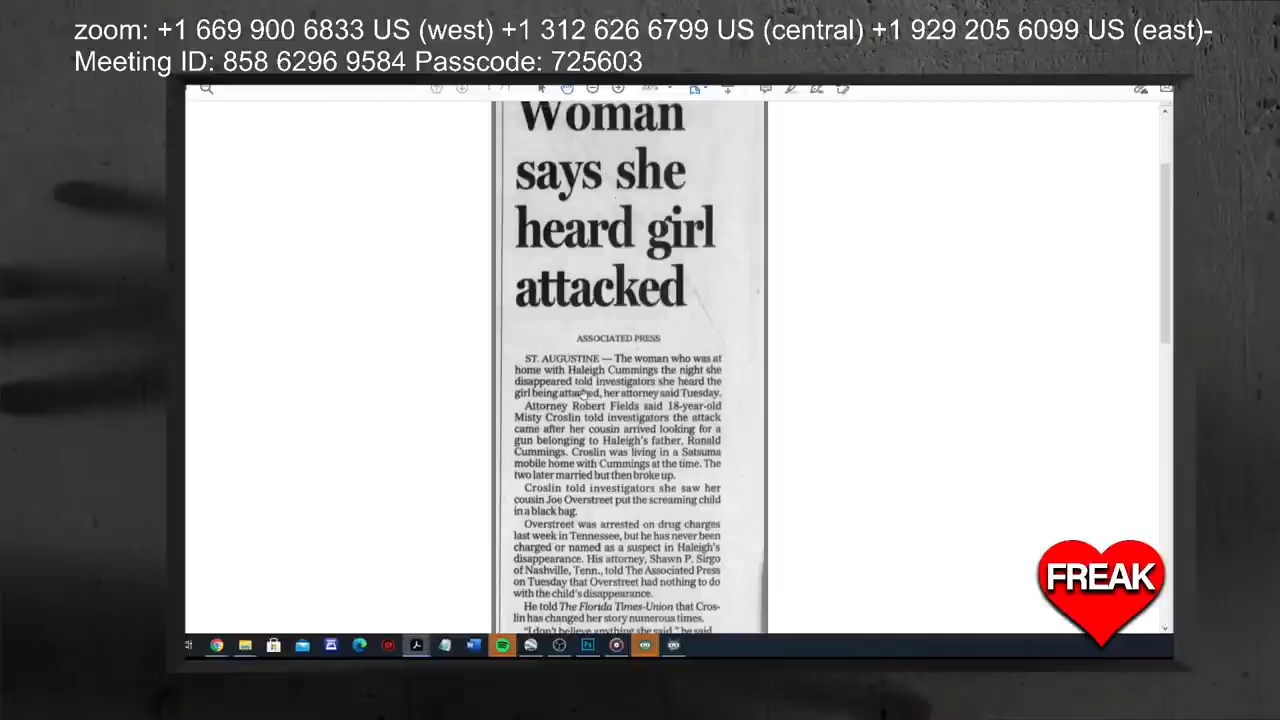 zoom: +1 669 900 6833 US (west) +1 312 626 6799 US (central) +1 929 205 6099 US (east)-
Meeting ID: 858 6296 9584 Passcode: 725603
Woman
says she
heard girl
attacked
ASSOCIATED PRESS
ST. AUGUSTINE — The woman who was at
home with Haleigh Cummings the night she
disappeared told investigators she heard the
girl being attacked, her attorney said Tuesday.
Attorney Robert Fields said 18-year-old
Misty Croslin told investigators the attack
came after her cousin arrived looking for a
gun belonging to Haleigh's father, Ronald
Cummings. Croslin was living in a Satsuma
mobile home with Cummings at the time. The
two later married but then broke up.
Croslin told investigators she saw her
cousin Joe Overstreet put the screaming child
in a black bag.
Overstreet was arrested on drug charges
last week in Tennessee, but he has never been
charged or named as a suspect in Haleigh's
disappearance. His attorney, Shawn P. Sirgo
of Nashville, Tenn., told The Associated Press
on Tuesday that Overstreet had nothing to do
with the child's disappearance.
He told The Florida Times-Union that Cros-
lin has changed her story numerous times.
"I don't believe anything she said," he said
FREAK